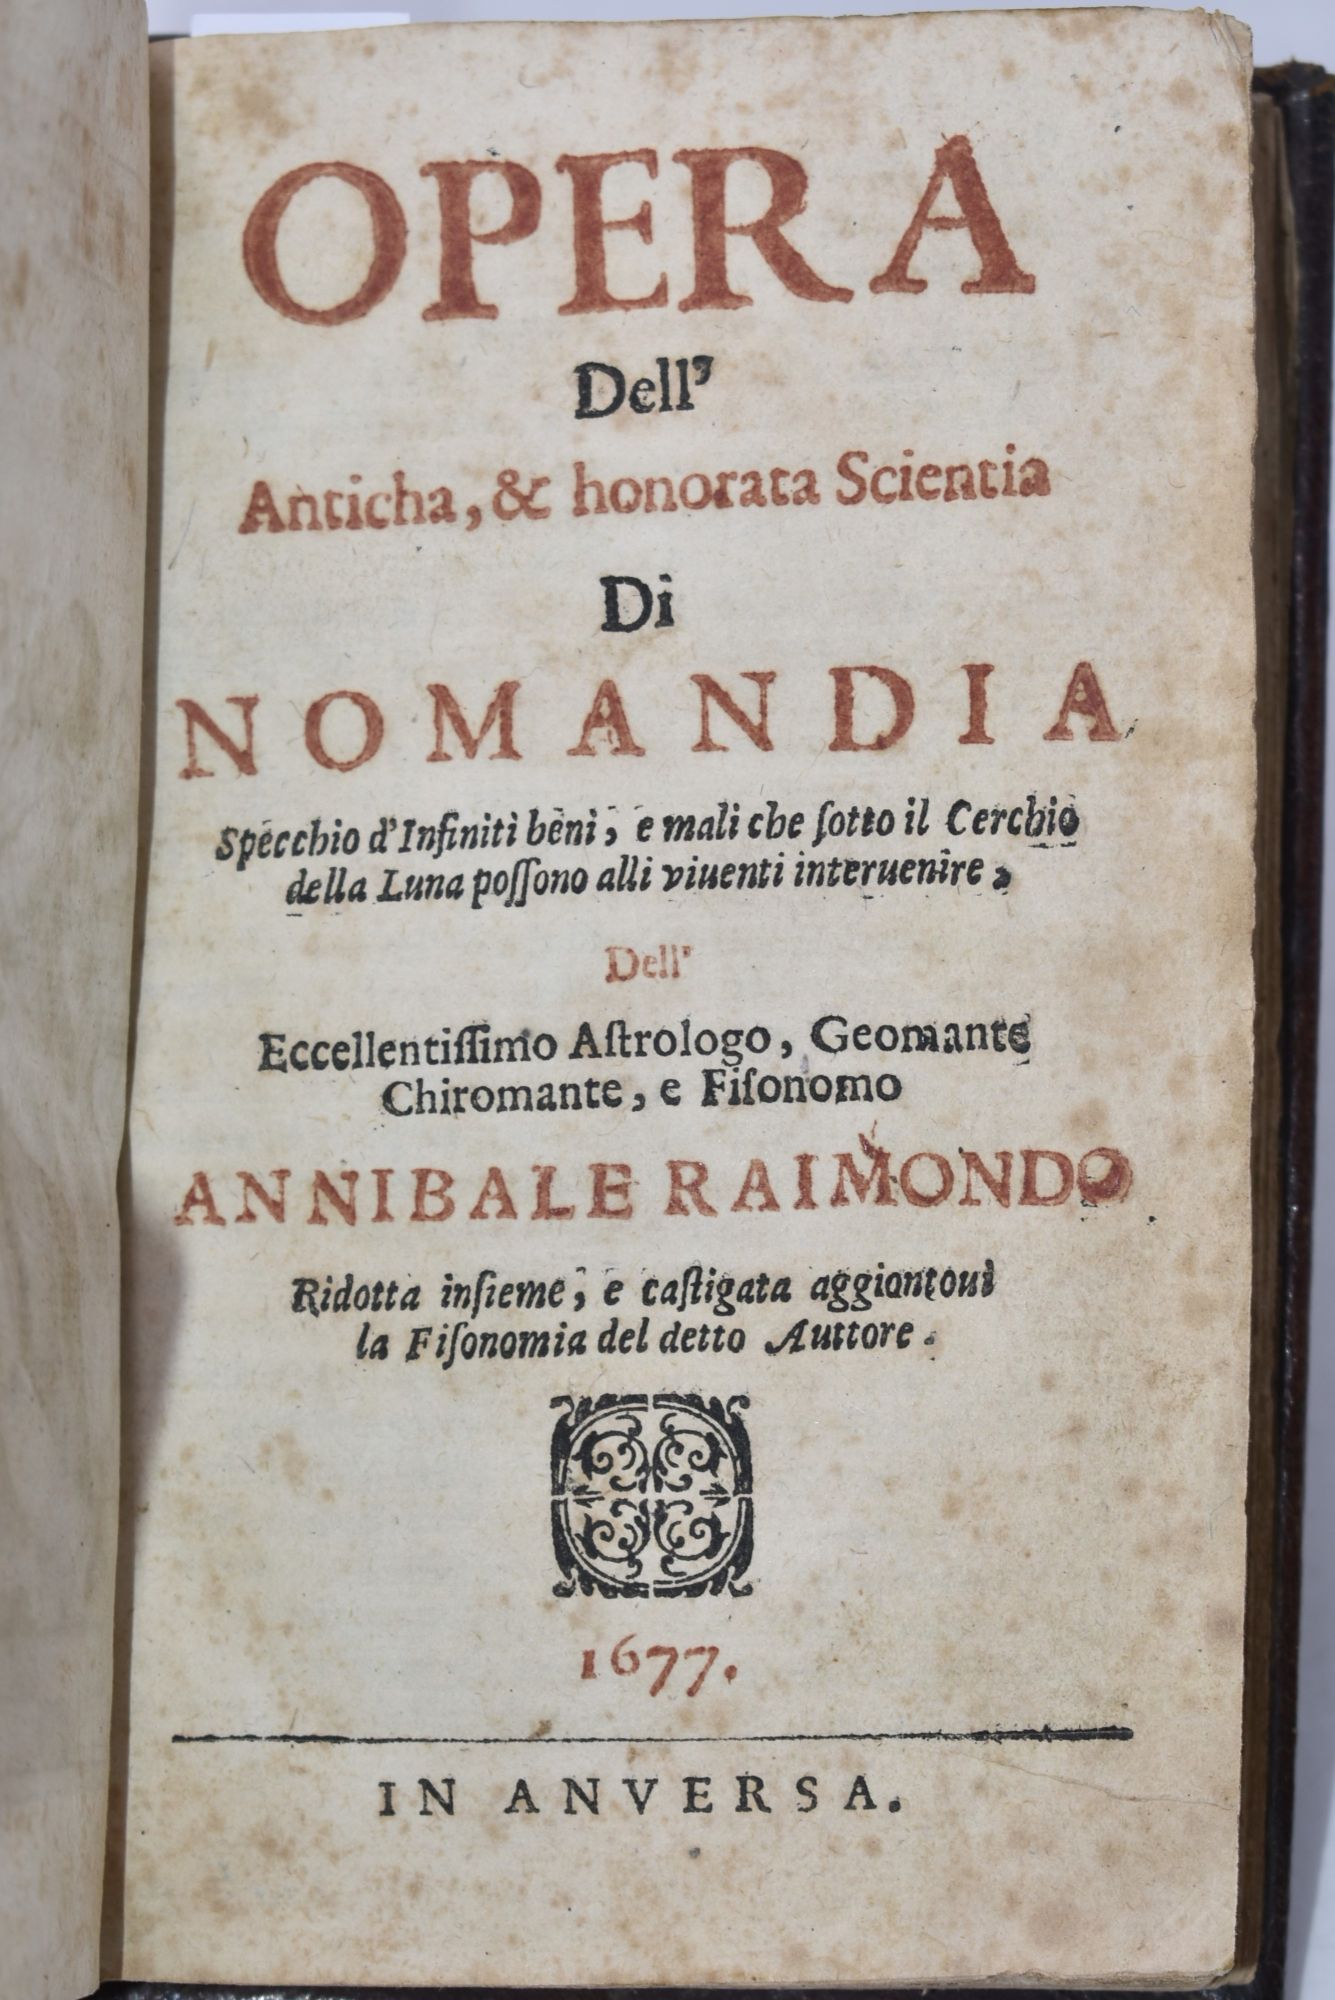 OPERA
Dell'
Anticha, & honorata Scientia
Di
NOMANDIA
Specchio d'Infiniti beni, e mali che ſotto il Cerchio
della Luna poſſono alli viuenti interuenire,
Dell'
Eccellentiſſimo Aſtrologo, Geomante
Chiromante, e Fiſonomo
ANNIBALE RAIMONDO
Ridotta inſieme, e caſtigata aggiontoui
la Fiſonomia del detto Auttore.
1677.
IN ANVERSA.